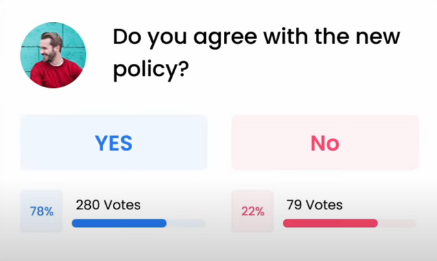 Do you agree with the new
policy?
YES
No
78%
280 Votes
22%
79 Votes